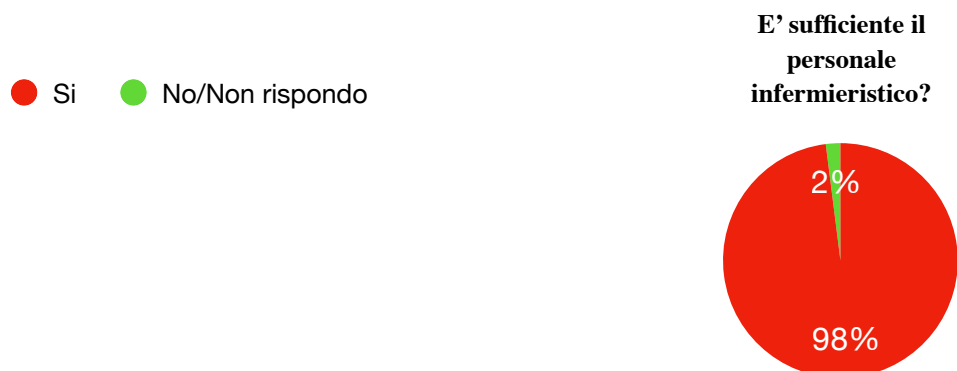 E’ sufficiente il
personale
infermieristico?
Si
No/Non rispondo
2%
98%